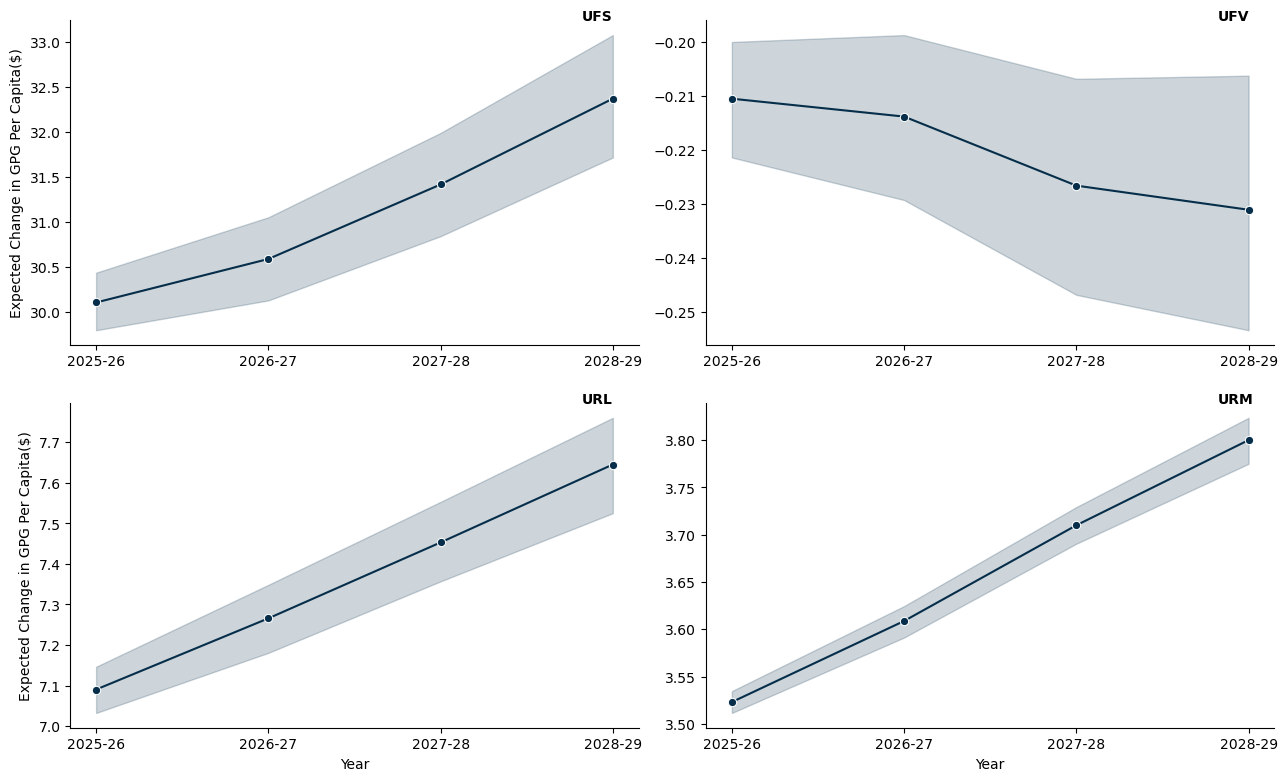 UFS
Expected Change in GPG Per Capita($)
33.0
32.5
32.0
31.5
31.0
30.5
30.0
2025-26 2026-27 2027-28 2028-29
UFV
−0.20
−0.21
−0.22
−0.23
−0.24
−0.25
2025-26 2026-27 2027-28 2028-29
URL
Expected Change in GPG Per Capita($)
7.7
7.6
7.5
7.4
7.3
7.2
7.1
7.0
2025-26 2026-27 2027-28 2028-29
Year
URM
3.80
3.75
3.70
3.65
3.60
3.55
3.50
2025-26 2026-27 2027-28 2028-29
Year